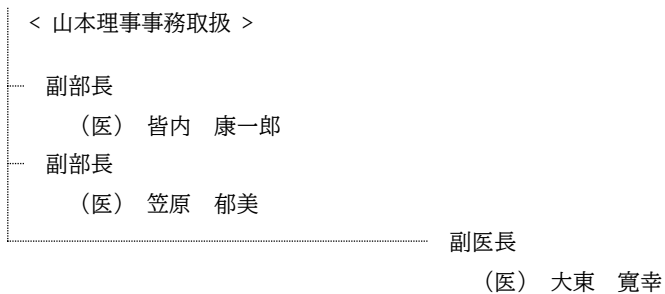 < 山本理事事務取扱 >
副部長
（医）　皆内　康一郎
副部長
（医）　笠原　郁美
副医長
（医）　大東　寛幸